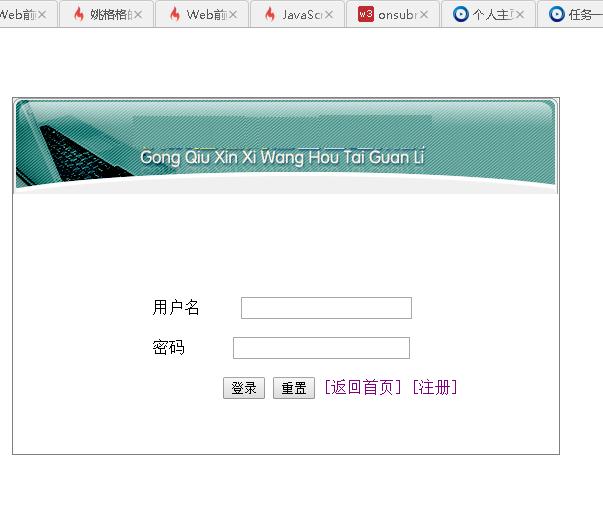 Web前 姚格格的 Web前 JavaScr w3 onsubr 个人主页 任务一
Gong Qiu Xin Xi Wang Hou Tai Guan Li
用户名
密码
登录 重置 [返回首页] [注册]